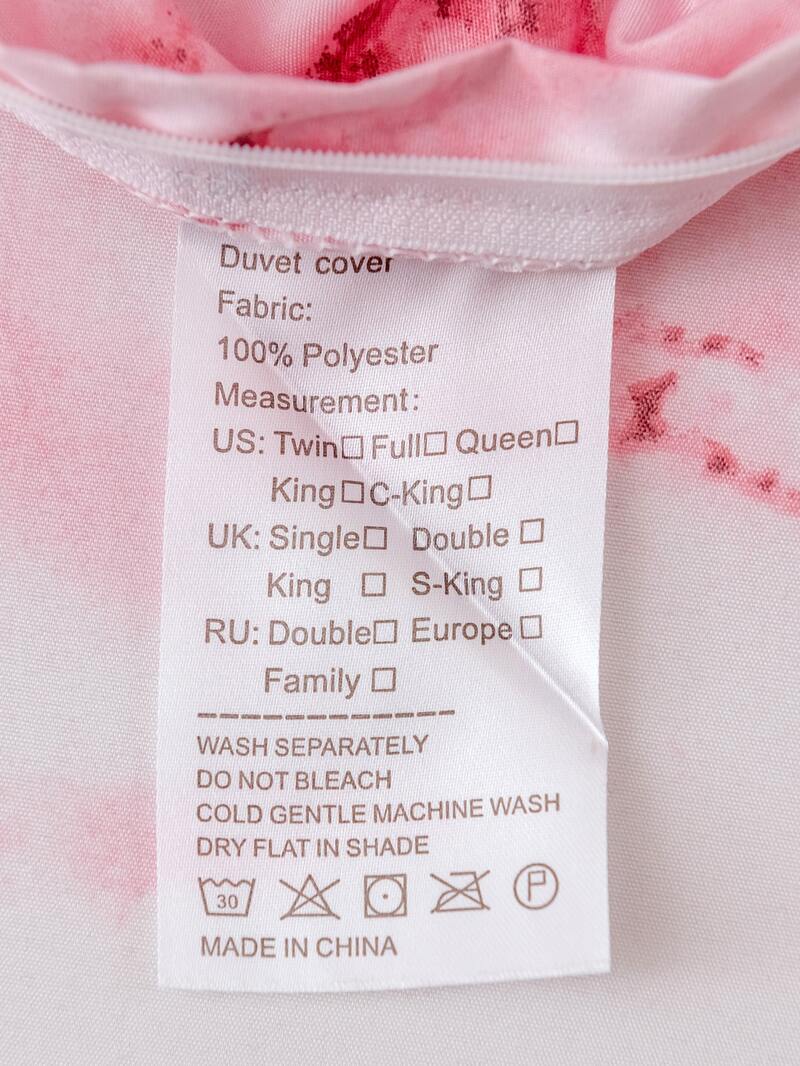 Duvet cover
Fabric:
100% Polyester
Measurement:
US: Twin☐ Full☐ Queen☐
King☐ C-King☐
UK: Single☐ Double ☐
King ☐ S-King ☐
RU: Double☐ Europe☐
Family ☐
WASH SEPARATELY
DO NOT BLEACH
COLD GENTLE MACHINE WASH
DRY FLAT IN SHADE
30 P
MADE IN CHINA